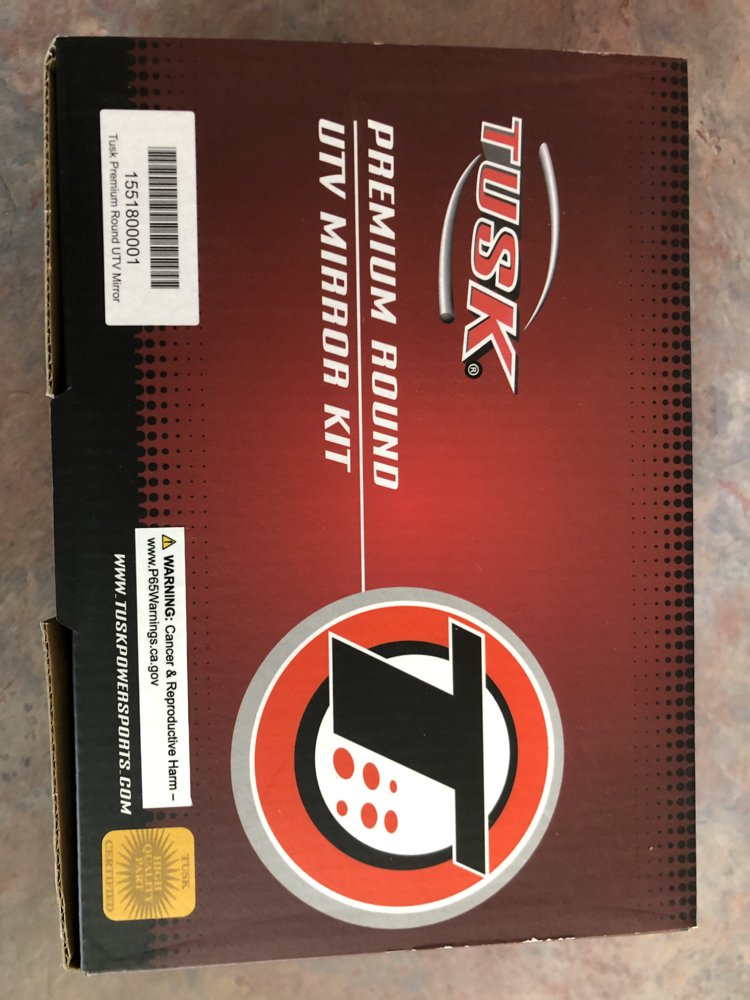 TUSK®
PREMIUM ROUND
UTV MIRROR KIT
T
1551800001
Tusk Premium Round UTV Mirror
WARNING: Cancer & Reproductive Harm –
www.P65Warnings.ca.gov
WWW.TUSKPOWERSPORTS.COM
TUSK
HIGH
QUALITY
PART
CERTIFIED